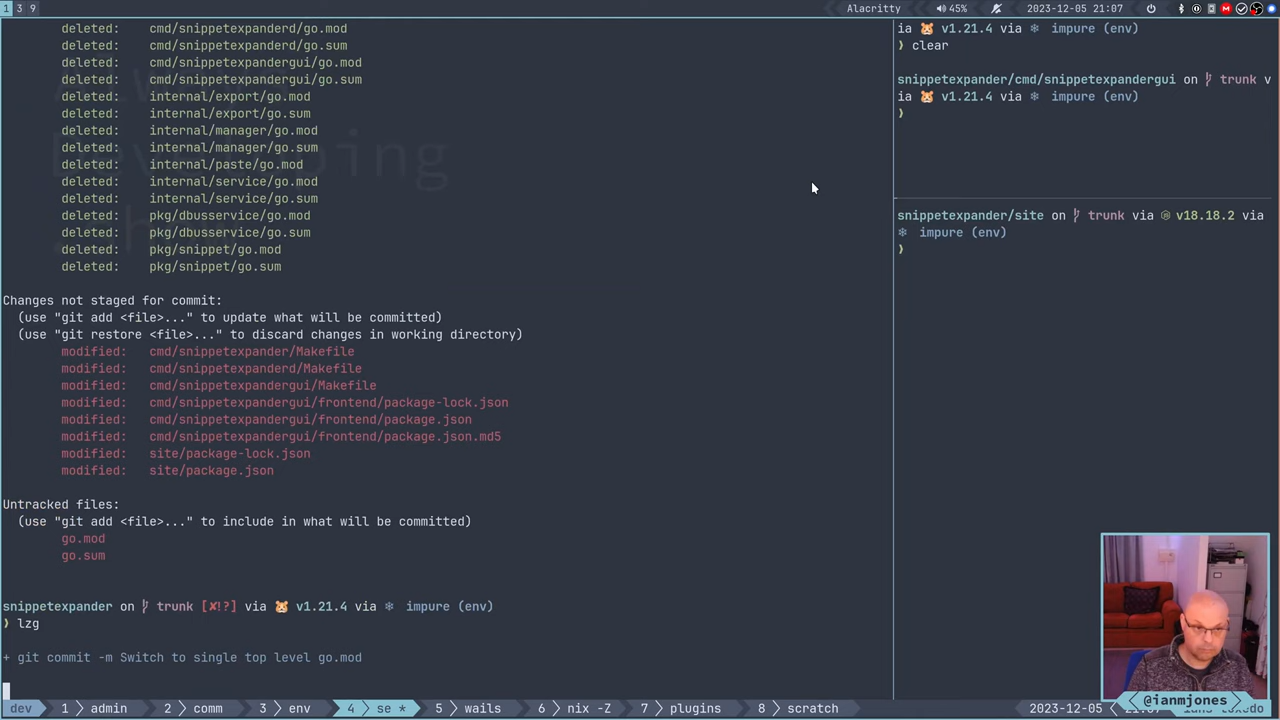 1 3 9
Alacritty
45%
2023-12-05 21:07
deleted: cmd/snippetexpanderd/go.mod
deleted: cmd/snippetexpanderd/go.sum
deleted: cmd/snippetexpandergui/go.mod
deleted: cmd/snippetexpandergui/go.sum
deleted: internal/export/go.mod
deleted: internal/export/go.sum
deleted: internal/manager/go.mod
deleted: internal/manager/go.sum
deleted: internal/paste/go.mod
deleted: internal/service/go.mod
deleted: internal/service/go.sum
deleted: pkg/dbusservice/go.mod
deleted: pkg/dbusservice/go.sum
deleted: pkg/snippet/go.mod
deleted: pkg/snippet/go.sum
Changes not staged for commit:
(use "git add <file>..." to update what will be committed)
(use "git restore <file>..." to discard changes in working directory)
modified: cmd/snippetexpander/Makefile
modified: cmd/snippetexpanderd/Makefile
modified: cmd/snippetexpandergui/Makefile
modified: cmd/snippetexpandergui/frontend/package-lock.json
modified: cmd/snippetexpandergui/frontend/package.json
modified: cmd/snippetexpandergui/frontend/package.json.md5
modified: site/package-lock.json
modified: site/package.json
Untracked files:
(use "git add <file>..." to include in what will be committed)
go.mod
go.sum
snippetexpander on trunk [✘!?] via 🐹 v1.21.4 via ❄ impure (env)
❯ lzg
+ git commit -m Switch to single top level go.mod
ia 🐹 v1.21.4 via ❄ impure (env)
❯ clear
snippetexpander/cmd/snippetexpandergui on trunk v
ia 🐹 v1.21.4 via ❄ impure (env)
❯
snippetexpander/site on trunk via v18.18.2 via
❄ impure (env)
❯
@ianmjones
dev 1 admin 2 comm 3 env 4 se * 5 wails 6 nix -Z 7 plugins 8 scratch 2023-12-05